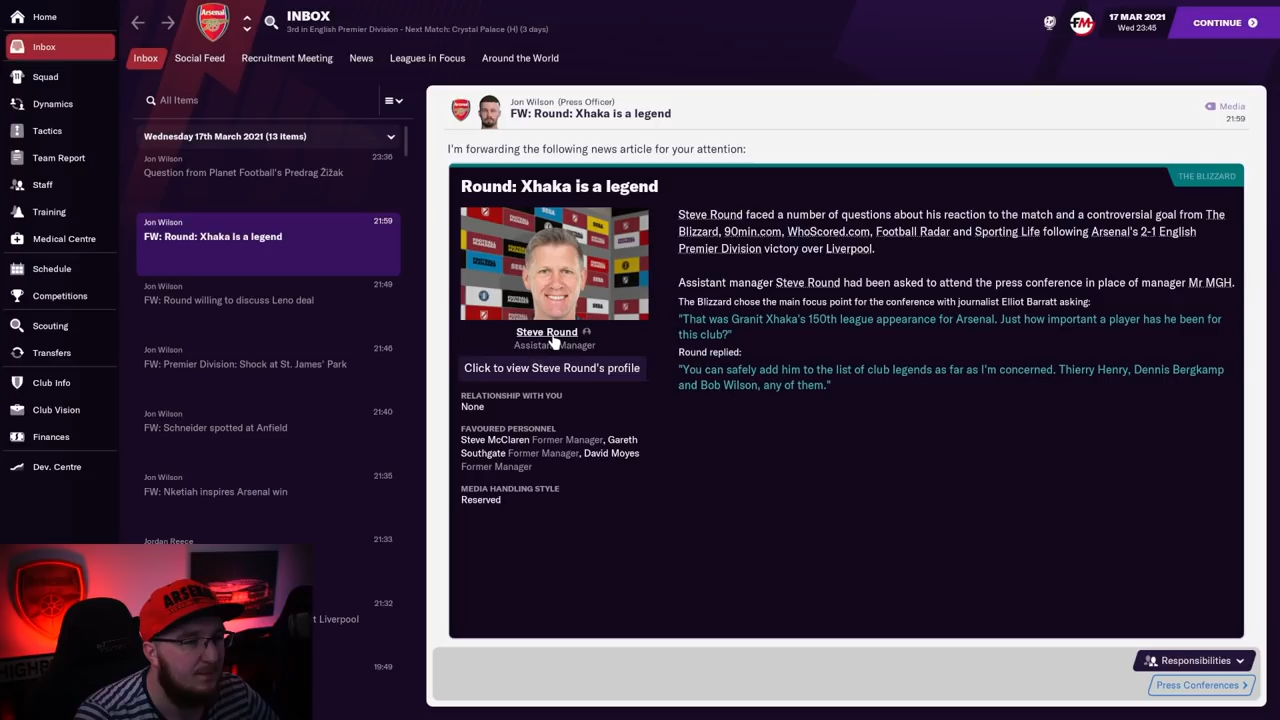 Home
Inbox
Squad
Dynamics
Tactics
Team Report
Staff
Training
Medical Centre
Schedule
Competitions
Scouting
Transfers
Club Info
Club Vision
Finances
Dev. Centre
Arsenal
INBOX
3rd in English Premier Division - Next Match: Crystal Palace (H) (3 days)
FM
17 MAR 2021
Wed 23:45
CONTINUE
Inbox
Social Feed
Recruitment Meeting
News
Leagues in Focus
Around the World
All Items
Wednesday 17th March 2021 (13 items)
Jon Wilson
23:36
Question from Planet Football's Predrag Žižak
Jon Wilson
21:59
FW: Round: Xhaka is a legend
Jon Wilson
21:49
FW: Round willing to discuss Leno deal
Jon Wilson
21:46
FW: Premier Division: Shock at St. James' Park
Jon Wilson
21:40
FW: Schneider spotted at Anfield
Jon Wilson
21:35
FW: Nketiah inspires Arsenal win
Jordan Reece
21:33
21:32
t Liverpool
19:49
Jon Wilson (Press Officer)
FW: Round: Xhaka is a legend
Media
21:59
I'm forwarding the following news article for your attention:
THE BLIZZARD
Round: Xhaka is a legend
Steve Round
Assistant Manager
Click to view Steve Round's profile
RELATIONSHIP WITH YOU
None
FAVOURED PERSONNEL
Steve McClaren Former Manager, Gareth
Southgate Former Manager, David Moyes
Former Manager
MEDIA HANDLING STYLE
Reserved
Steve Round faced a number of questions about his reaction to the match and a controversial goal from The
Blizzard, 90min.com, WhoScored.com, Football Radar and Sporting Life following Arsenal's 2-1 English
Premier Division victory over Liverpool.
Assistant manager Steve Round had been asked to attend the press conference in place of manager Mr MGH.
The Blizzard chose the main focus point for the conference with journalist Elliot Barratt asking:
"That was Granit Xhaka's 150th league appearance for Arsenal. Just how important a player has he been for
this club?"
Round replied:
"You can safely add him to the list of club legends as far as I'm concerned. Thierry Henry, Dennis Bergkamp
and Bob Wilson, any of them."
Responsibilities
Press Conferences
ARSENAL